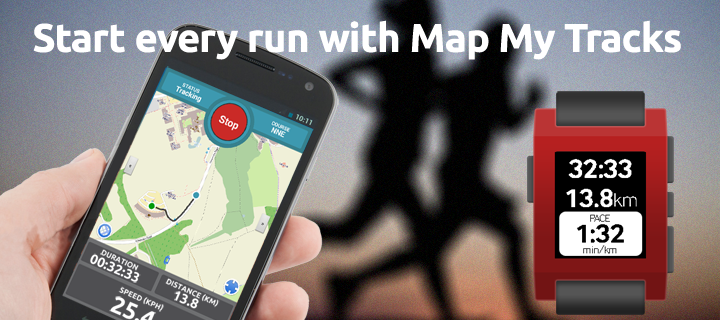 Start every run with Map My Tracks
10:11
STATUS
Tracking
Stop
COURSE
NNE
DURATION
00:32:33
DISTANCE (KM)
13.8
SPEED (KPH)
25.4
32:33
13.8km
PACE
1:32
min/km